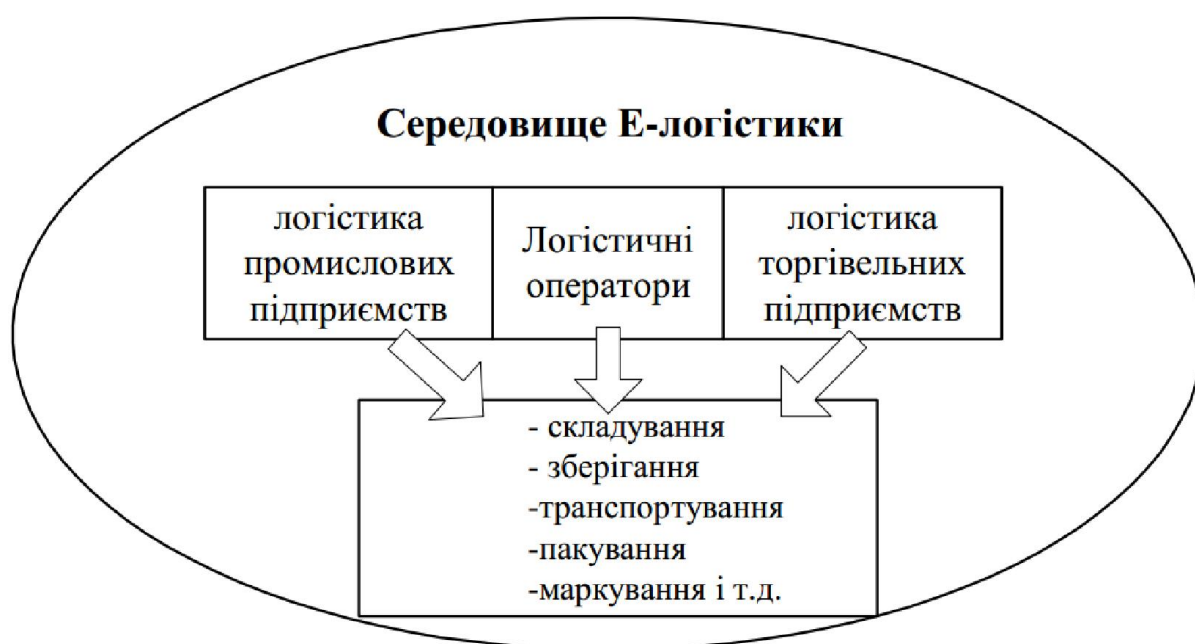 Середовище Е-логістики
логістика
промислових
підприємств
Логістичні
оператори
логістика
торгівельних
підприємств
- складування
- зберігання
-транспортування
-пакування
-маркування і т.д.